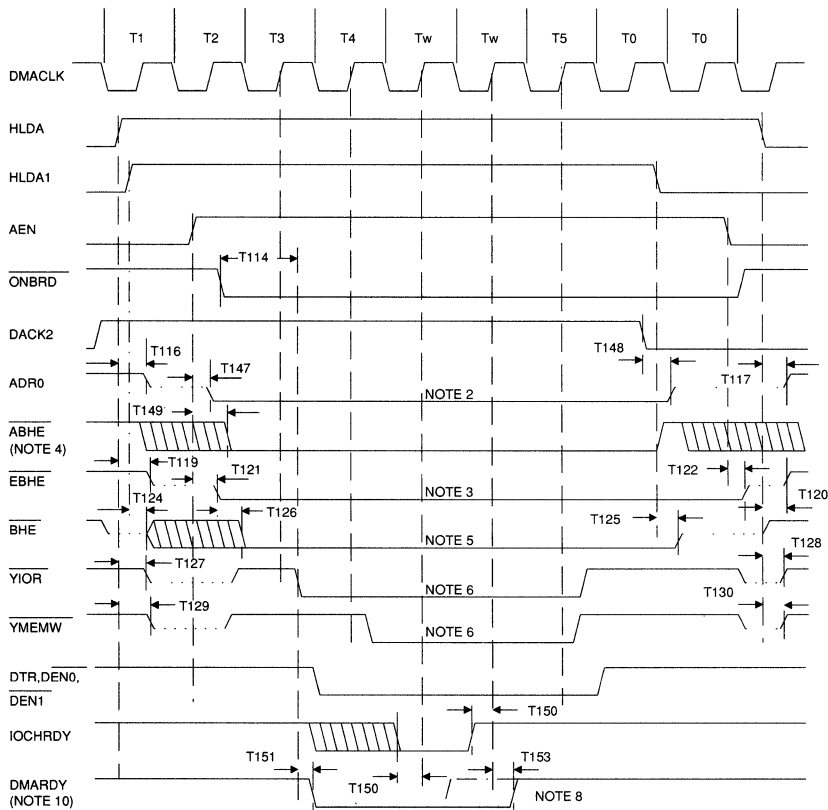 T1 T2 T3 T4 Tw Tw T5 T0 T0
DMACLK
HLDA
HLDA1
AEN
T114
ONBRD
DACK2
T116 T148
T147 T117
ADR0 NOTE 2
T149
ABHE
(NOTE 4)
T119 T121 T122
EBHE NOTE 3
T124 T126 T125 T120
BHE NOTE 5
T127 T128
YIOR NOTE 6
T129 T130
YMEMW NOTE 6
DTR,DEN0,
DEN1
T150
IOCHRDY
T151 T150 T153
DMARDY
(NOTE 10) NOTE 8